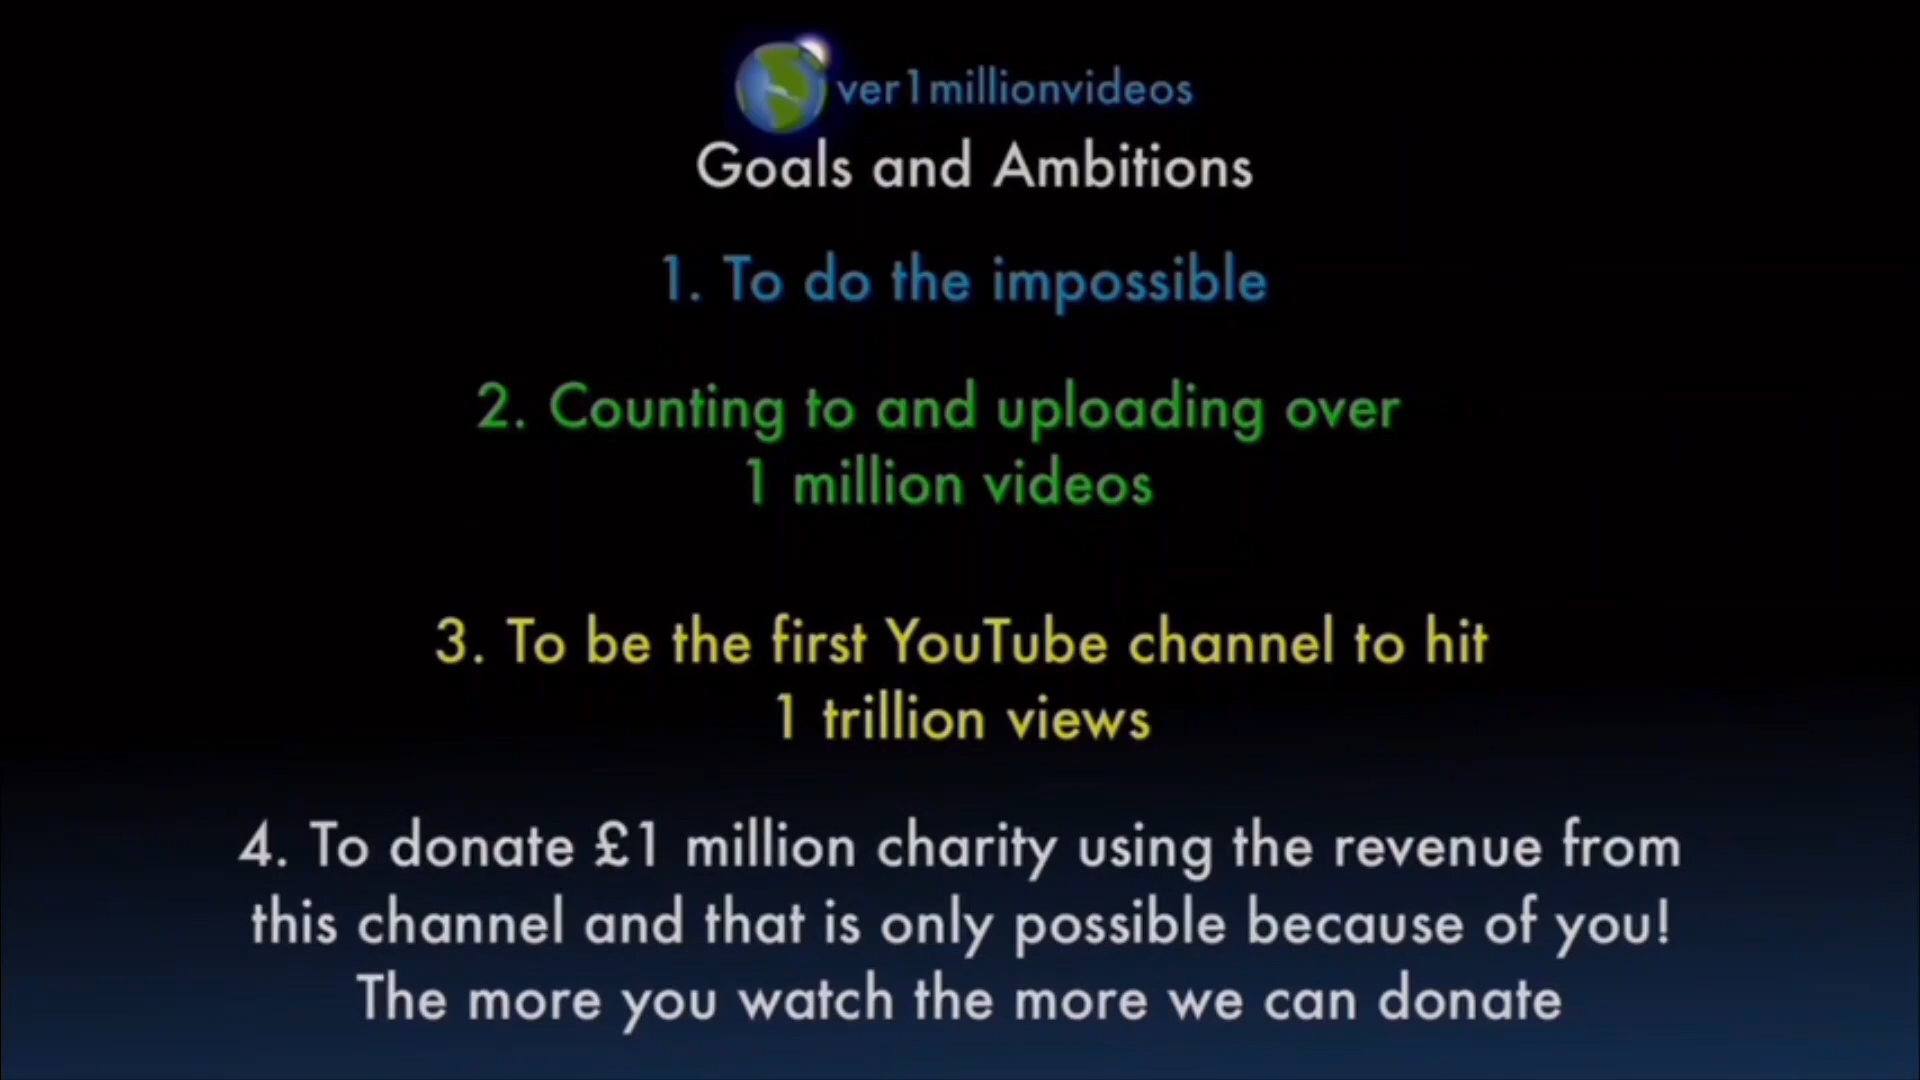 ver1millionvideos
Goals and Ambitions
1. To do the impossible
2. Counting to and uploading over
1 million videos
3. To be the first YouTube channel to hit
1 trillion views
4. To donate £1 million charity using the revenue from
this channel and that is only possible because of you!
The more you watch the more we can donate